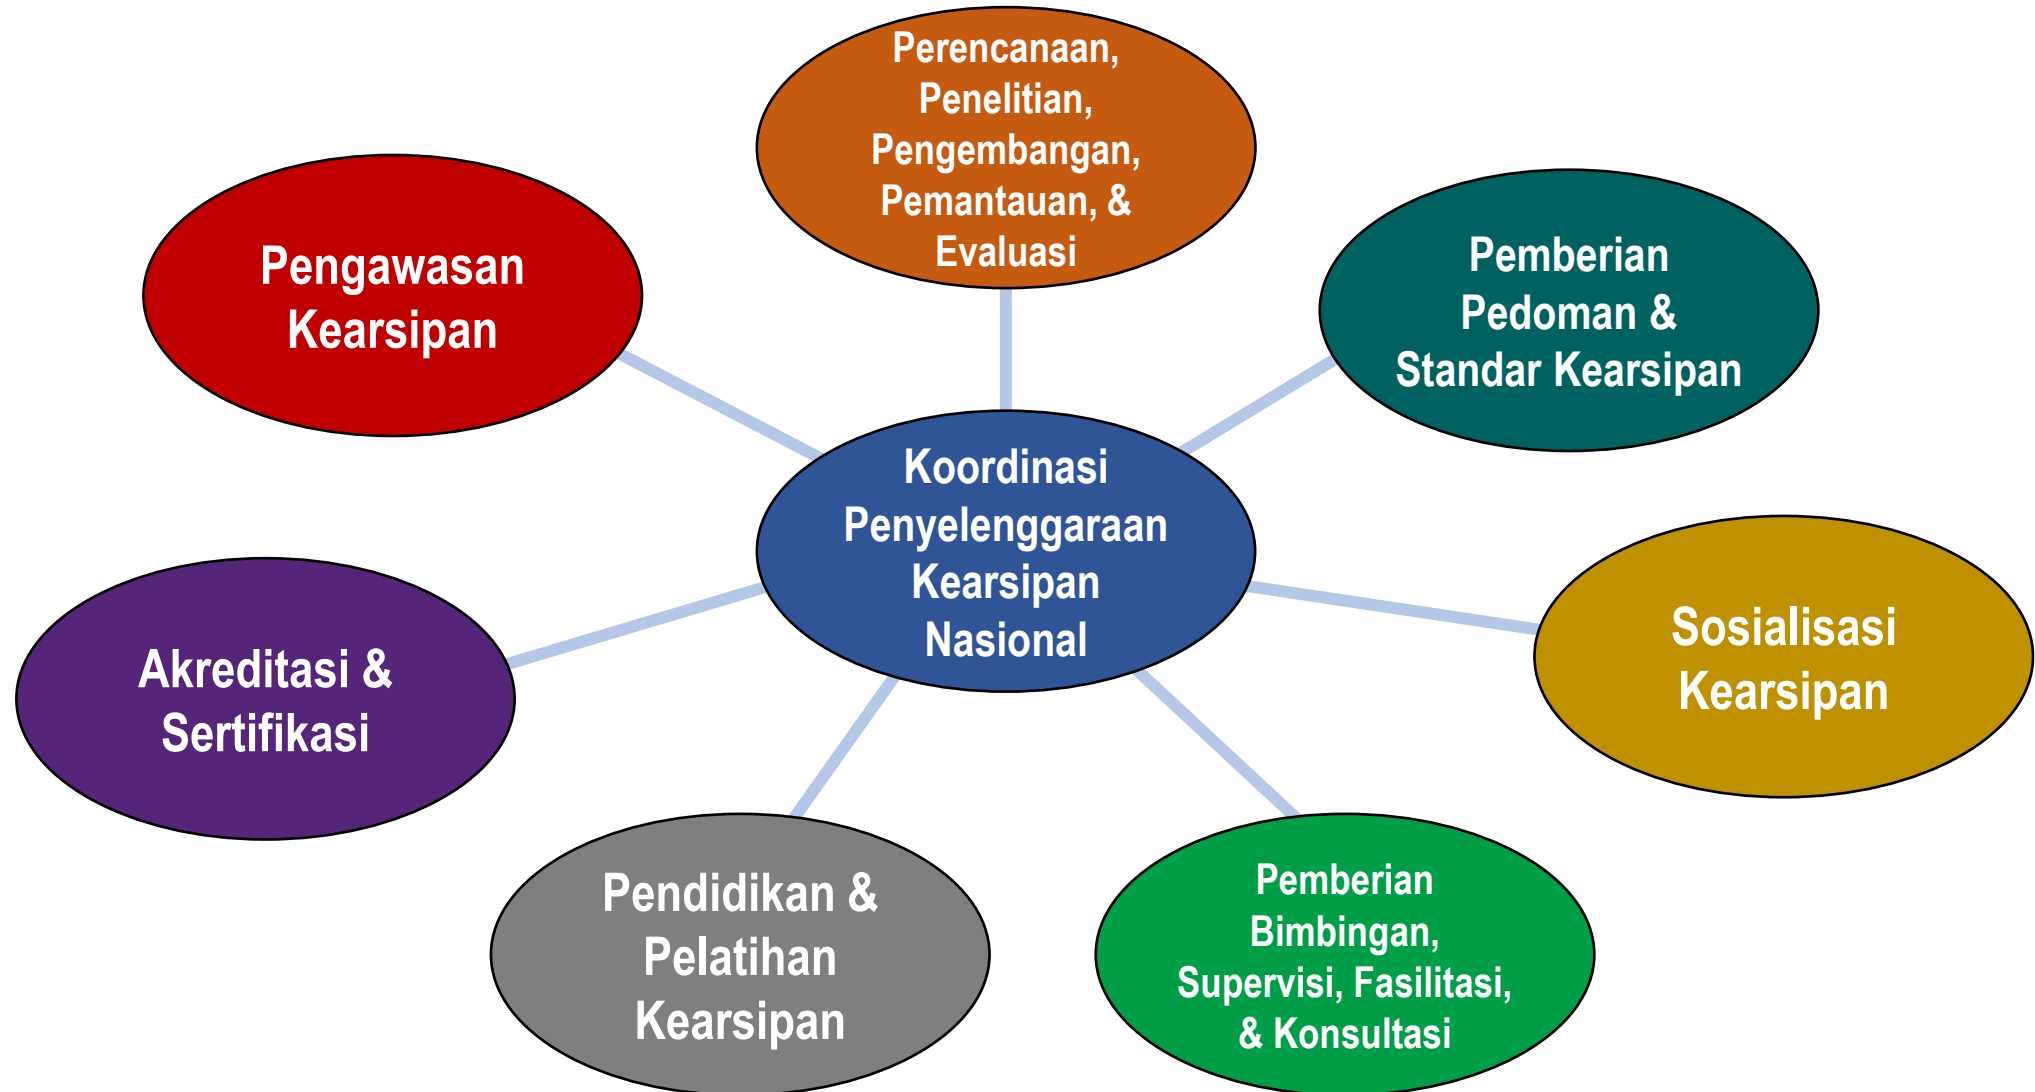 Perencanaan,
Penelitian,
Pengembangan,
Pemantauan, &
Evaluasi
Pengawasan
Kearsipan
Pemberian
Pedoman &
Standar Kearsipan
Koordinasi
Penyelenggaraan
Kearsipan
Nasional
Sosialisasi
Kearsipan
Akreditasi &
Sertifikasi
Pendidikan &
Pelatihan
Kearsipan
Pemberian
Bimbingan,
Supervisi, Fasilitasi,
& Konsultasi